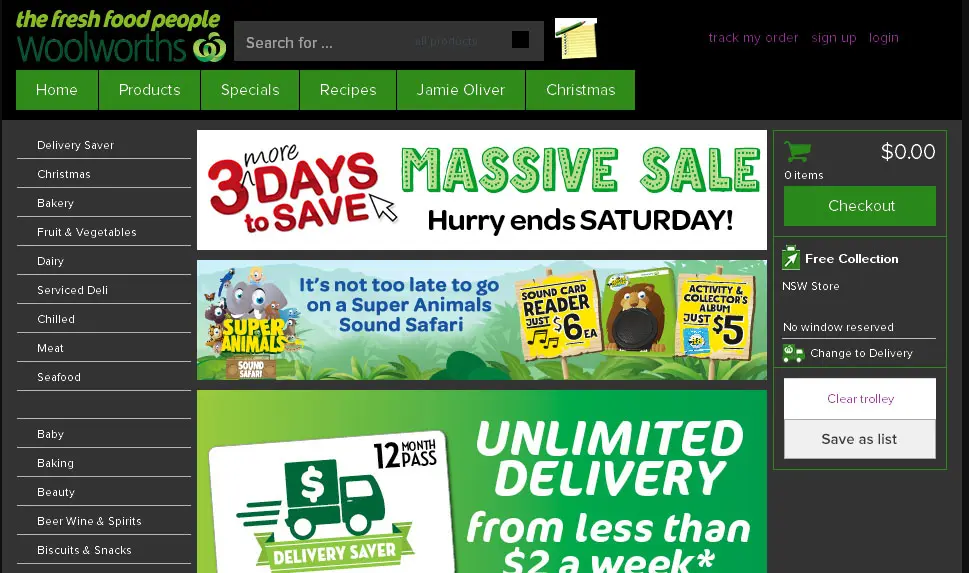 the fresh food people
Woolworths
Search for ...
all products
track my order sign up login
Home Products Specials Recipes Jamie Oliver Christmas
Delivery Saver
Christmas
Bakery
Fruit & Vegetables
Dairy
Serviced Deli
Chilled
Meat
Seafood
Baby
Baking
Beauty
Beer Wine & Spirits
Biscuits & Snacks
3 more DAYS
to SAVE
MASSIVE SALE
Hurry ends SATURDAY!
SUPER
ANIMALS
SOUND
SAFARI
It's not too late to go
on a Super Animals
Sound Safari
SOUND CARD
READER
JUST $6 EA
ACTIVITY &
COLLECTOR'S
ALBUM
JUST $5
12 MONTH
PASS
$
DELIVERY SAVER
UNLIMITED
DELIVERY
from less than
$2 a week*
$0.00
0 items
Checkout
Free Collection
NSW Store
No window reserved
Change to Delivery
Clear trolley
Save as list